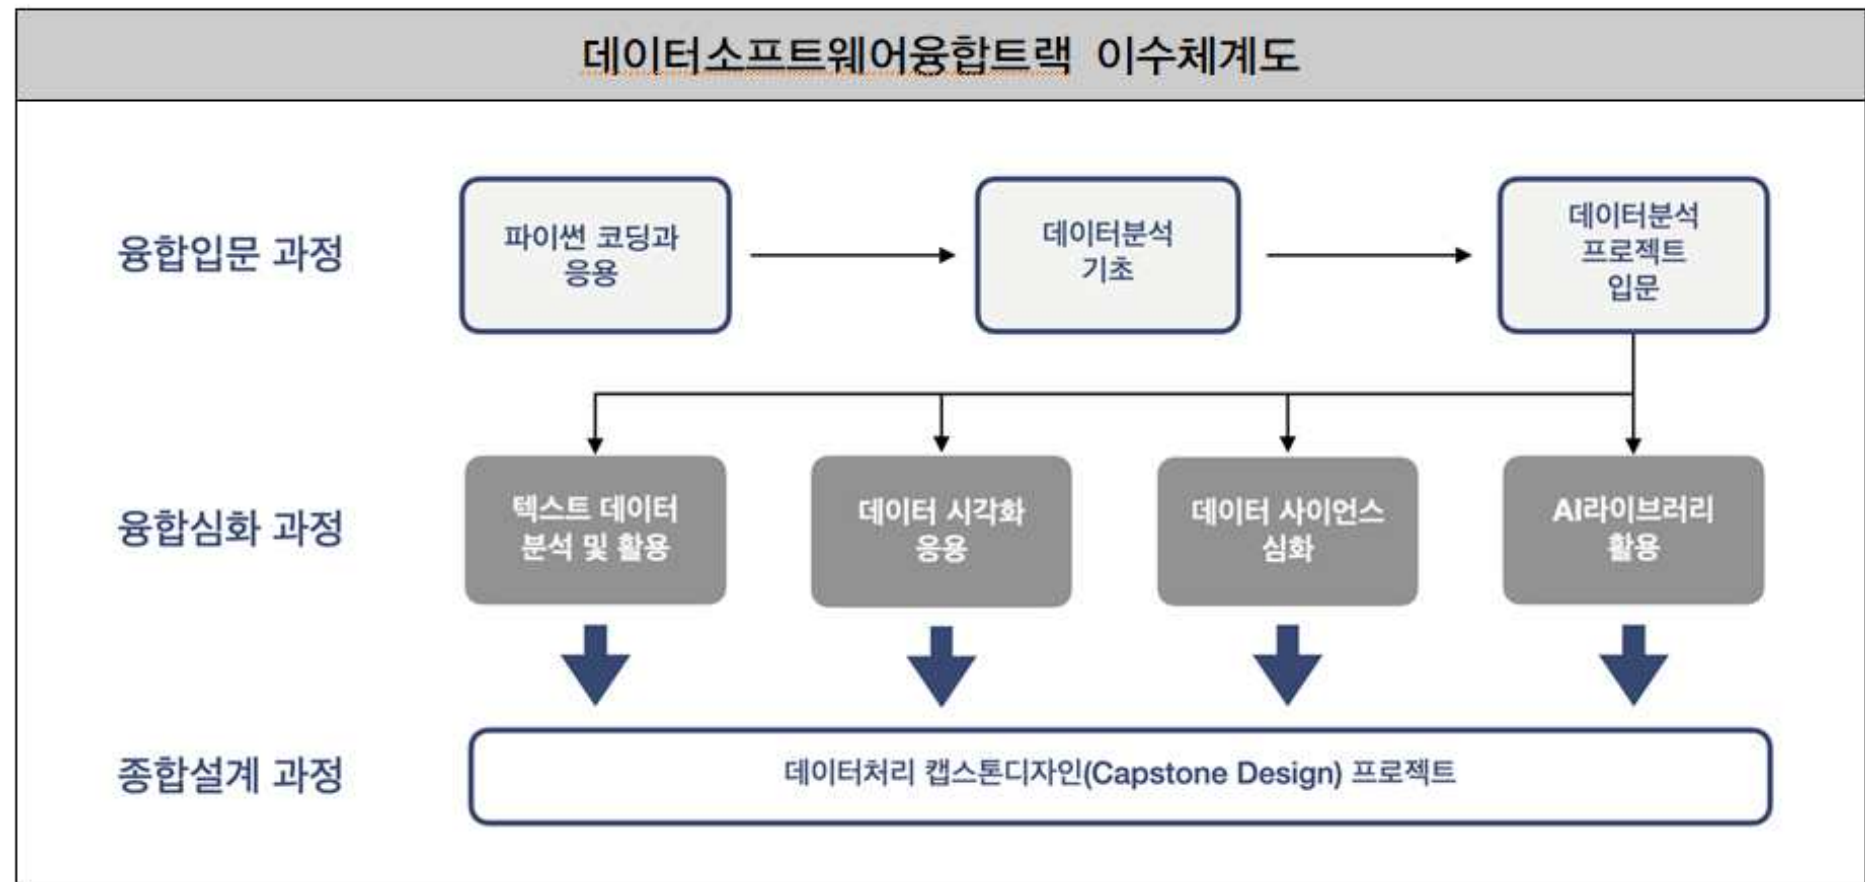 데이터소프트웨어융합트랙 이수체계도
융합입문 과정
파이썬 코딩과
응용
데이터분석
기초
데이터분석
프로젝트
입문
융합심화 과정
텍스트 데이터
분석 및 활용
데이터 시각화
응용
데이터 사이언스
심화
AI라이브러리
활용
종합설계 과정
데이터처리 캡스톤디자인(Capstone Design) 프로젝트